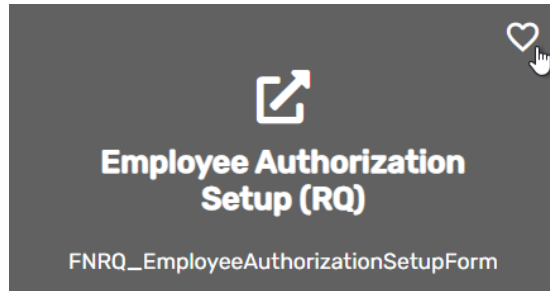 Employee Authorization
Setup (RQ)
FNRQ_EmployeeAuthorizationSetupForm